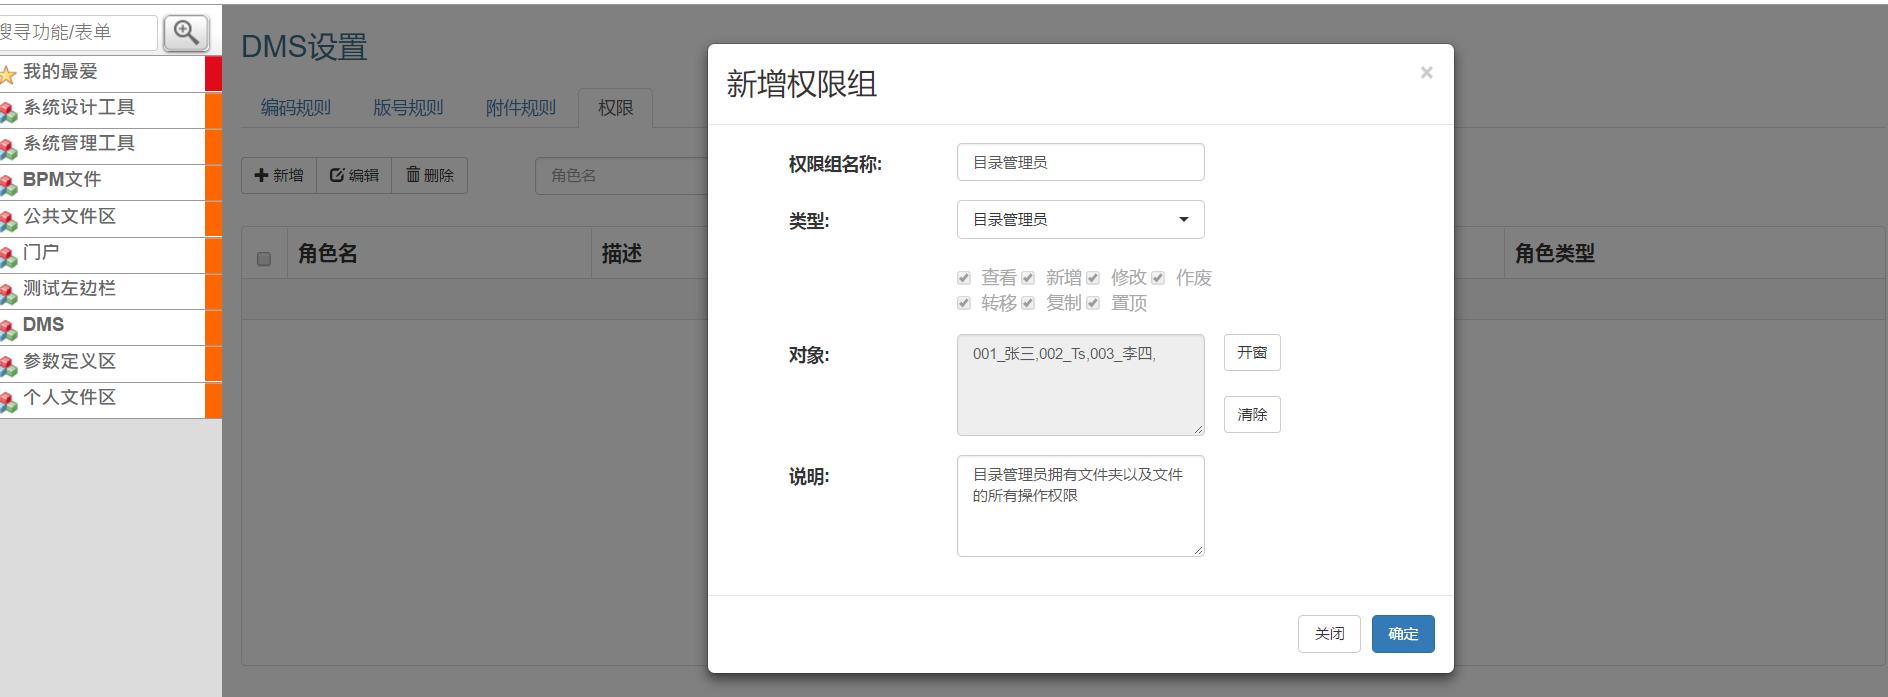 搜寻功能/表单
我的最爱
系统设计工具
系统管理工具
BPM文件
公共文件区
门户
测试左边栏
DMS
参数定义区
个人文件区
DMS设置
编码规则 版号规则 附件规则 权限
新增 编辑 删除 角色名
角色名 描述 角色类型
新增权限组 ×
权限组名称: 目录管理员
类型: 目录管理员
查看 新增 修改 作废
转移 复制 置顶
对象: 001_张三,002_Ts,003_李四, 开窗
清除
说明: 目录管理员拥有文件夹以及文件
的所有操作权限
关闭 确定